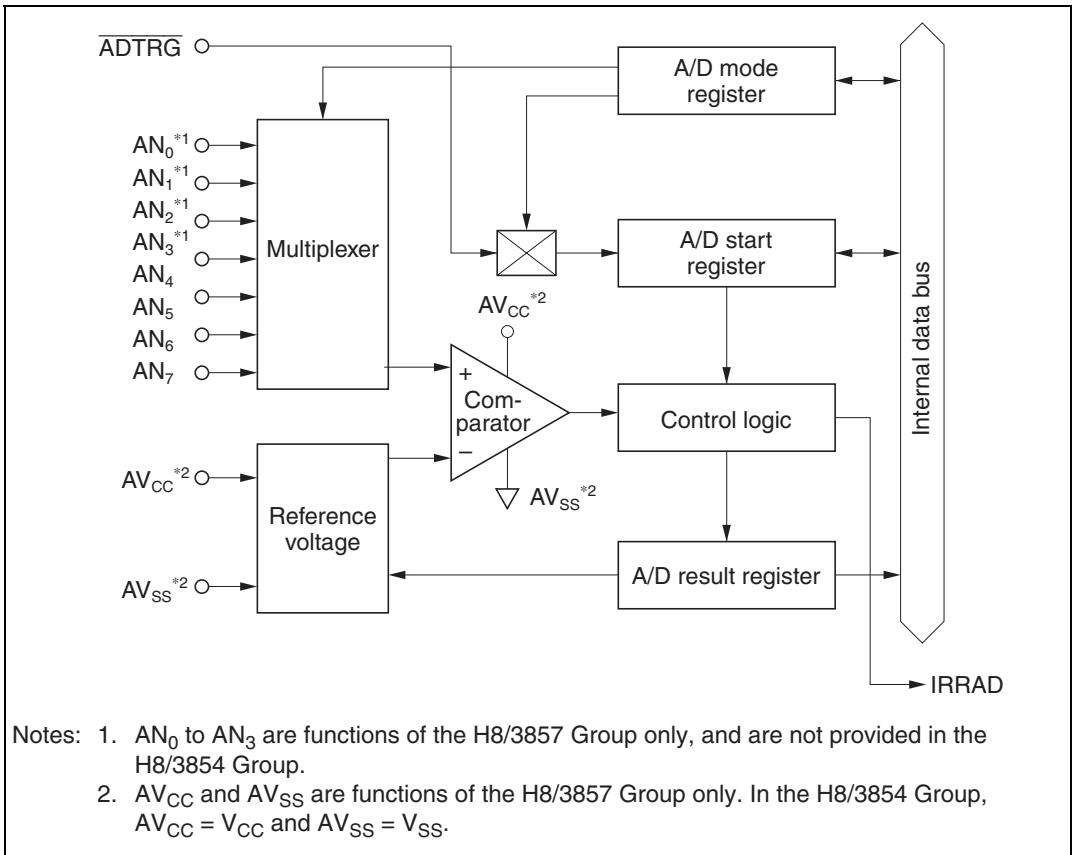 ADTRG
A/D mode
register
AN0*1
AN1*1
AN2*1
AN3*1
AN4
AN5
AN6
AN7
Multiplexer
A/D start
register
Internal data bus
AVCC*2
+
Com-
parator
−
AVSS*2
Control logic
AVCC*2
AVSS*2
Reference
voltage
A/D result register
IRRAD
Notes: 1. AN0 to AN3 are functions of the H8/3857 Group only, and are not provided in the
H8/3854 Group.
2. AVCC and AVSS are functions of the H8/3857 Group only. In the H8/3854 Group,
AVCC = VCC and AVSS = VSS.